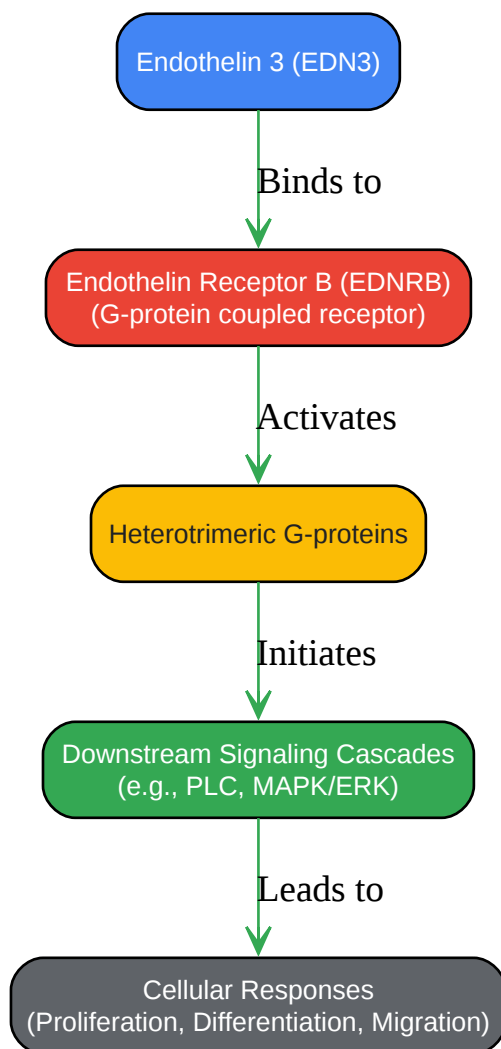 Endothelin 3 (EDN3)
Binds to
Endothelin Receptor B (EDNRB)
(G-protein coupled receptor)
Activates
Heterotrimeric G-proteins
Initiates
Downstream Signaling Cascades
(e.g., PLC, MAPK/ERK)
Leads to
Cellular Responses
(Proliferation, Differentiation, Migration)